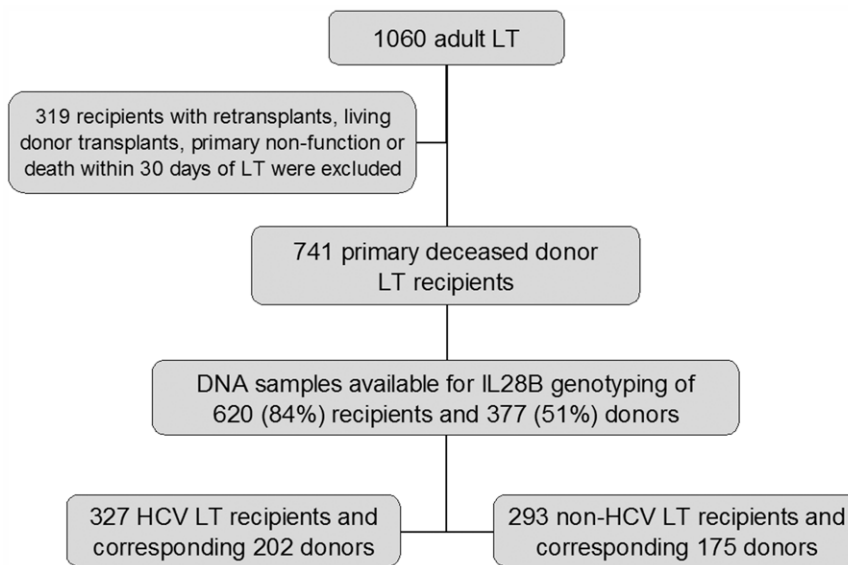 1060 adult LT
319 recipients with retransplants, living
donor transplants, primary non-function or
death within 30 days of LT were excluded
741 primary deceased donor
LT recipients
DNA samples available for IL28B genotyping of
620 (84%) recipients and 377 (51%) donors
327 HCV LT recipients and
corresponding 202 donors
293 non-HCV LT recipients and
corresponding 175 donors